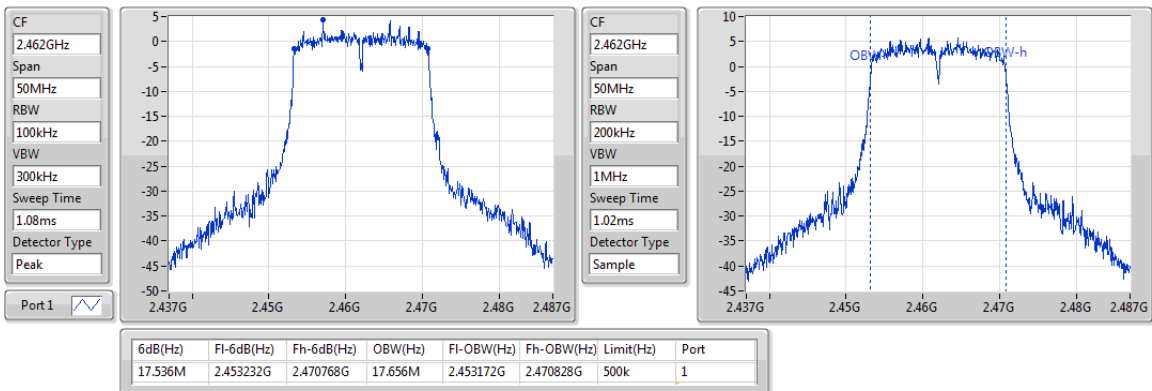 CF
2.462GHz
Span
50MHz
RBW
100kHz
VBW
300kHz
Sweep Time
1.08ms
Detector Type
Peak
Port 1
5
0
-5
-10
-15
-20
-25
-30
-35
-40
-45
-50
2.437G 2.45G 2.46G 2.47G 2.48G 2.487G
CF
2.462GHz
Span
50MHz
RBW
200kHz
VBW
1MHz
Sweep Time
1.02ms
Detector Type
Sample
10
5
0
-5
-10
-15
-20
-25
-30
-35
-40
-45
OBW-h
2.437G 2.45G 2.46G 2.47G 2.48G 2.487G
6dB(Hz) Fl-6dB(Hz) Fh-6dB(Hz) OBW(Hz) Fl-OBW(Hz) Fh-OBW(Hz) Limit(Hz) Port
17.536M 2.453232G 2.470768G 17.656M 2.453172G 2.470828G 500k 1